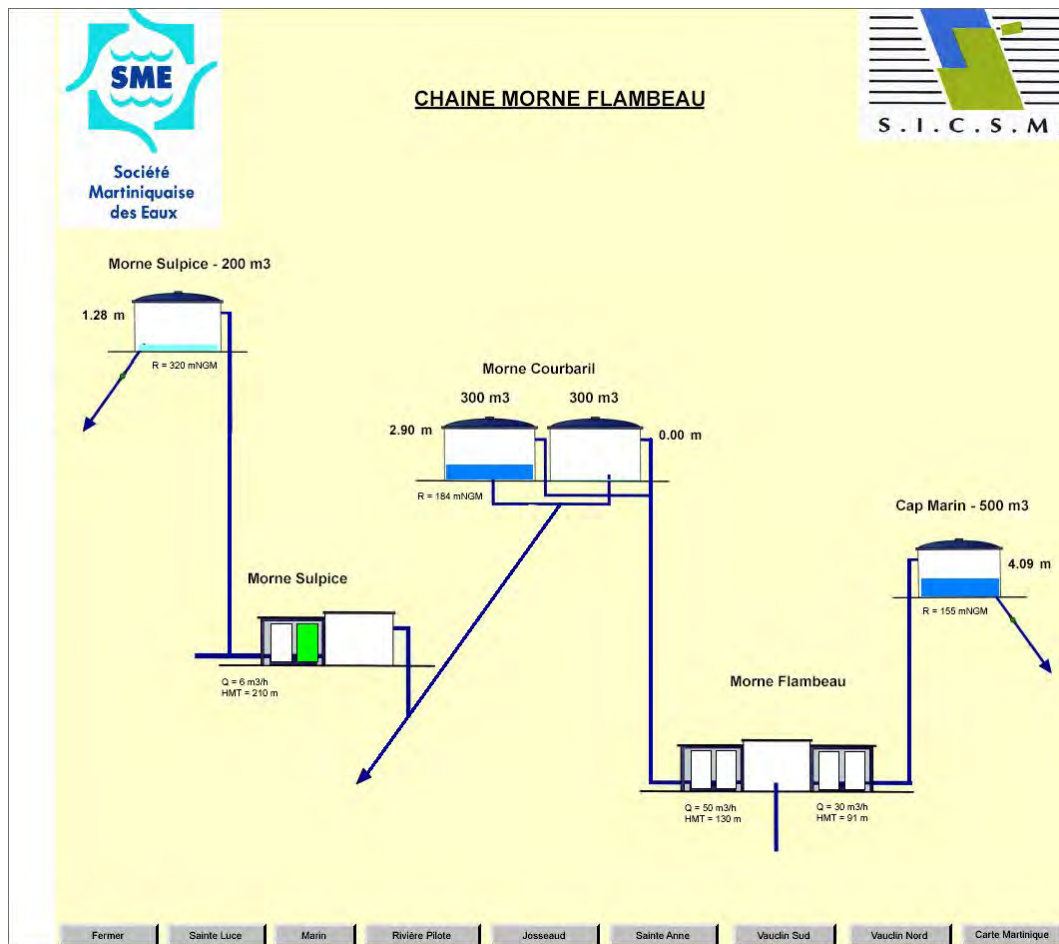 SME
Société
Martiniquaise
des Eaux
CHAINE MORNE FLAMBEAU
S.I.C.S.M
Morne Sulpice - 200 m3
1.28 m
R = 320 mNGM
Morne Courbaril
300 m3
300 m3
2.90 m
0.00 m
R = 184 mNGM
Cap Marin - 500 m3
4.09 m
R = 155 mNGM
Morne Sulpice
Q = 6 m3/h
HMT = 210 m
Morne Flambeau
Q = 50 m3/h
HMT = 130 m
Q = 30 m3/h
HMT = 91 m
Fermer
Sainte Luce
Marin
Rivière Pilote
Josseaud
Sainte Anne
Vauclin Sud
Vauclin Nord
Carte Martinique